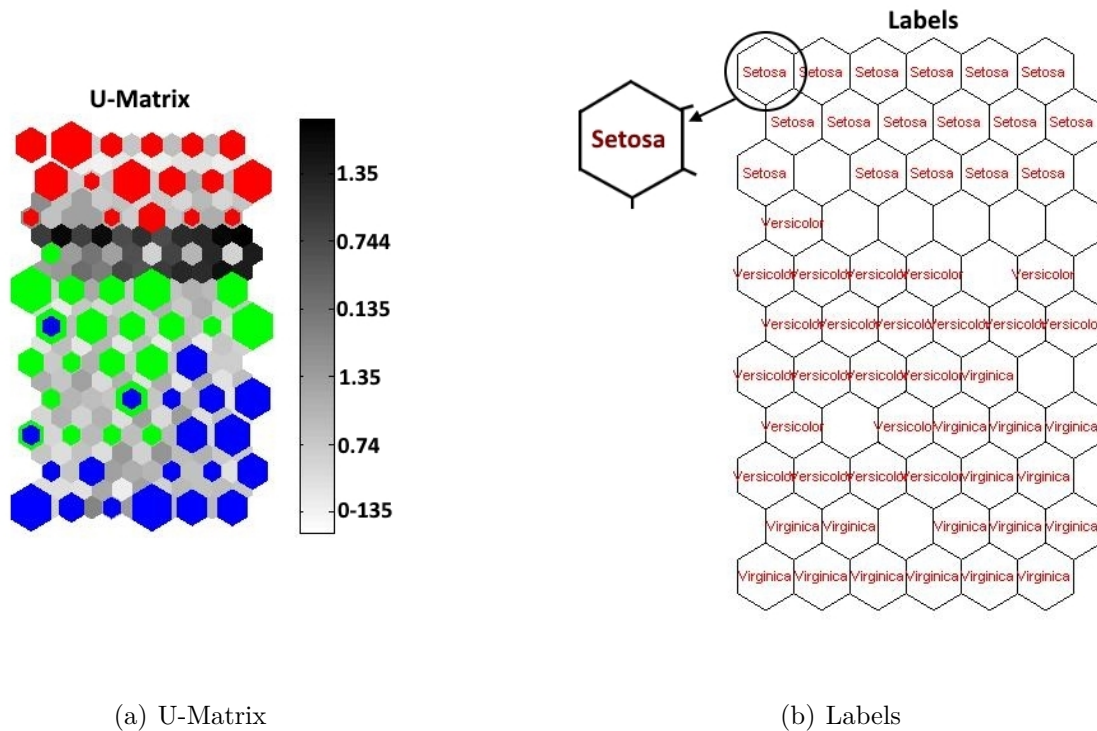 U-Matrix
1.35
0.744
0.135
1.35
0.74
0-135
Labels
Setosa
Setosa Setosa Setosa Setosa Setosa Setosa
Setosa Setosa Setosa Setosa Setosa Setosa
Setosa Setosa Setosa Setosa Setosa
Versicolor
Versicolor Versicolor Versicolor Versicolor Versicolor
Versicolor Versicolor Versicolor Versicolor Versicolor Versicolor
Versicolor Versicolor Versicolor Versicolor Virginica
Versicolor Versicolor Virginica Virginica Virginica
Versicolor Versicolor Versicolor Versicolor Virginica Virginica
Virginica Virginica Virginica Virginica Virginica
Virginica Virginica Virginica Virginica Virginica Virginica
(a) U-Matrix
(b) Labels